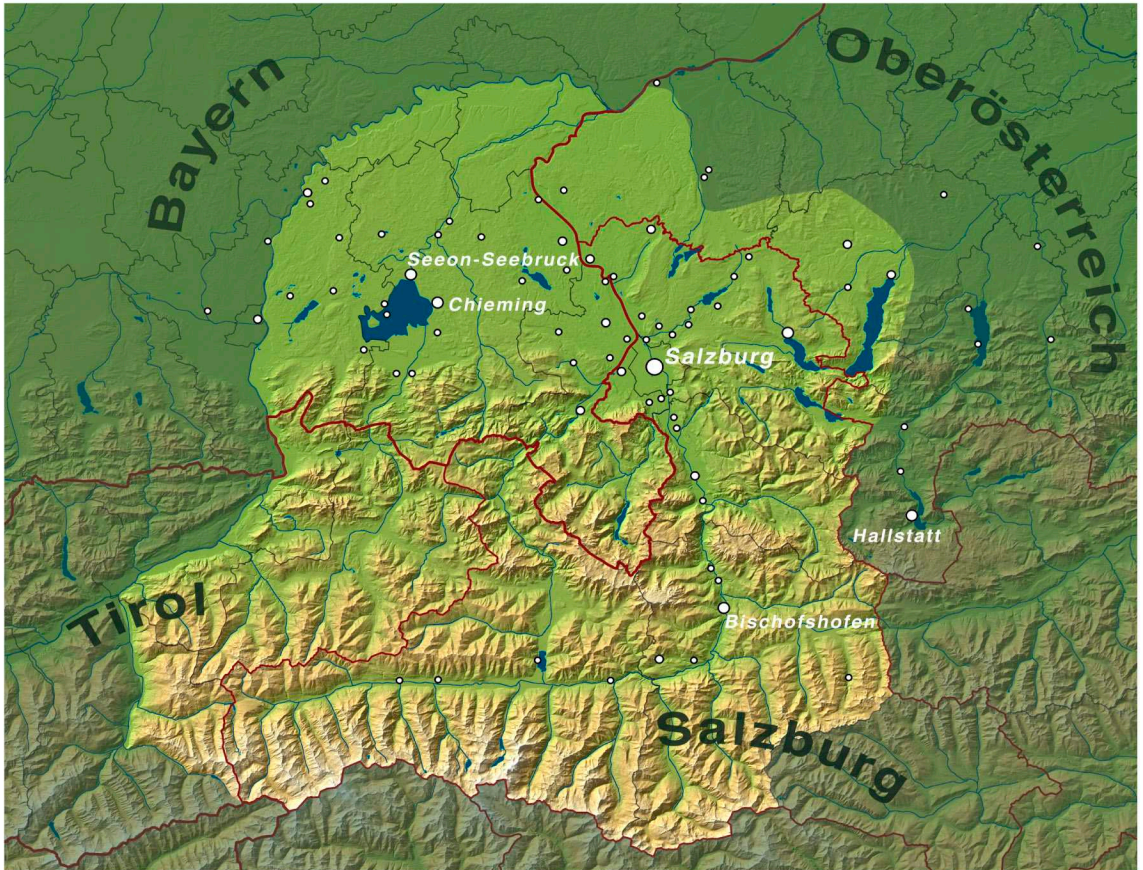 Bayern
Oberösterreich
Seeon-Seebruck
Chieming
Salzburg
Hallstatt
Tirol
Bischofshofen
Salzburg